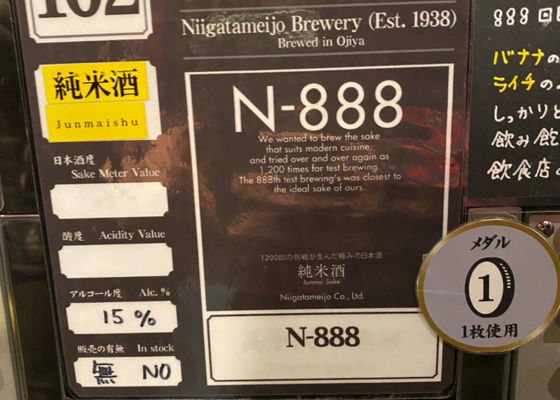 102
Niigatameijo Brewery (Est. 1938)
Brewed in Ojiya
純米酒
Junmaishu
日本酒度
Sake Meter Value
酸度 Acidity Value
アルコール度 Alc. %
15 %
販売の有無 In stock
無 NO
N-888
We wanted to brew the sake
that suits modern cuisine,
and tried over and over again as
1,200 times for test brewing.
The 888th test brewing's was closest to
the ideal sake of ours.
1200回の挑戦が生んだ極みの日本酒
純米酒
Junmai Sake
Niigatameijo Co., Ltd.
N-888
888 回
バナナの
ライチの
しっかり
飲み飽
飲食店
メダル
1
1枚使用